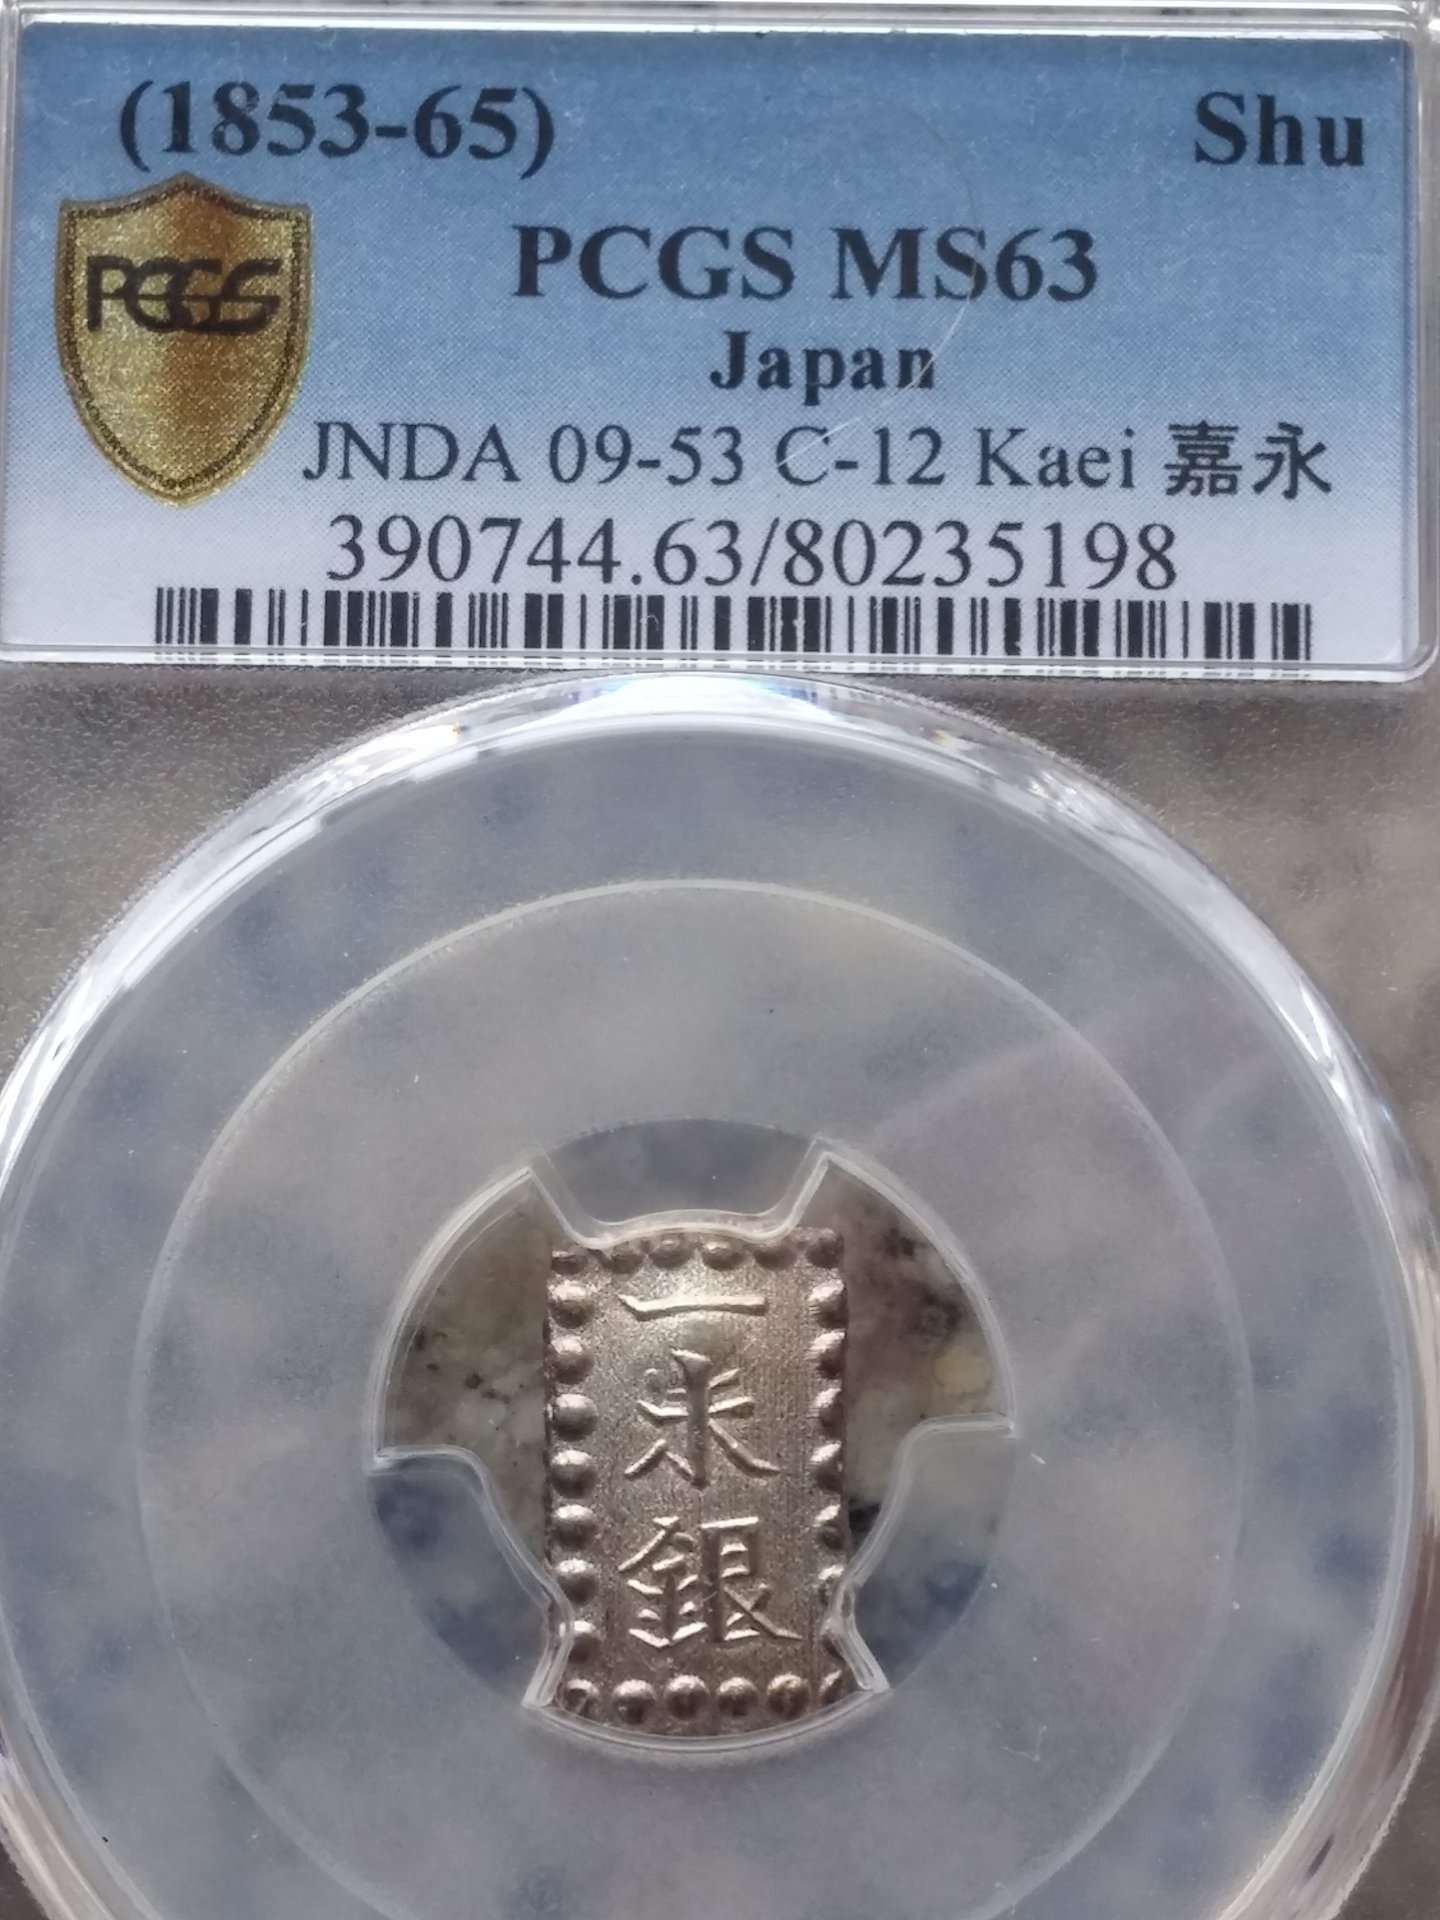 (1853-65) Shu
PCGS MS63
PCGS
Japan
JNDA 09-53 C-12 Kaei 嘉永
390744.63/80235198
一
朱
銀